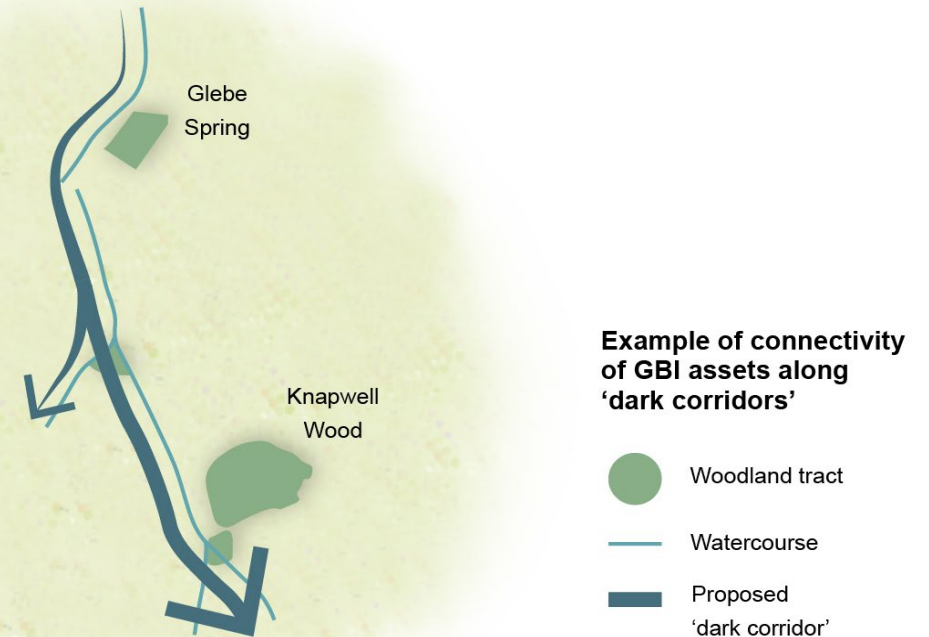 Glebe
Spring
Knapwell
Wood
Example of connectivity
of GBI assets along
‘dark corridors’
Woodland tract
Watercourse
Proposed
‘dark corridor’